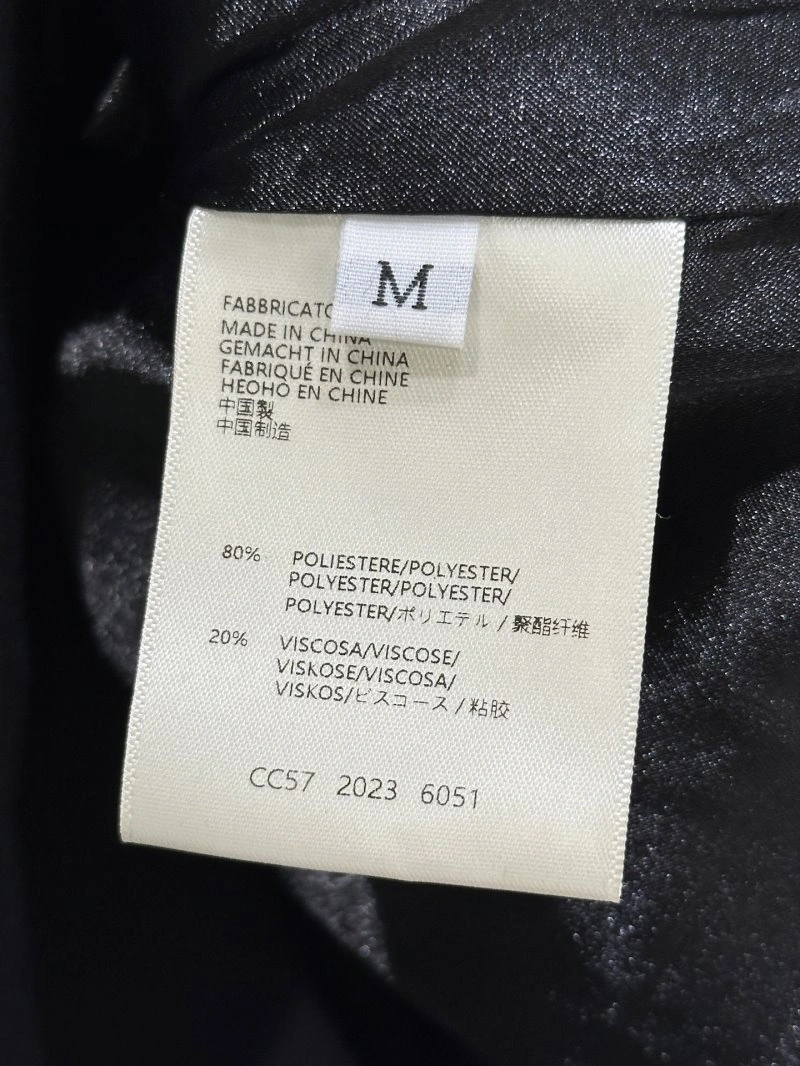 M
FABBRICATO
MADE IN CHINA
GEMACHT IN CHINA
FABRIQUÉ EN CHINE
HEOHO EN CHINE
中国製
中国制造
80% POLIESTERE/POLYESTER/
POLYESTER/POLYESTER/
POLYESTER/ポリエテル / 聚酯纤维
20% VISCOSA/VISCOSE/
VISKOSE/VISCOSA/
VISKOS/ビスコース / 粘胶
CC57 2023 6051